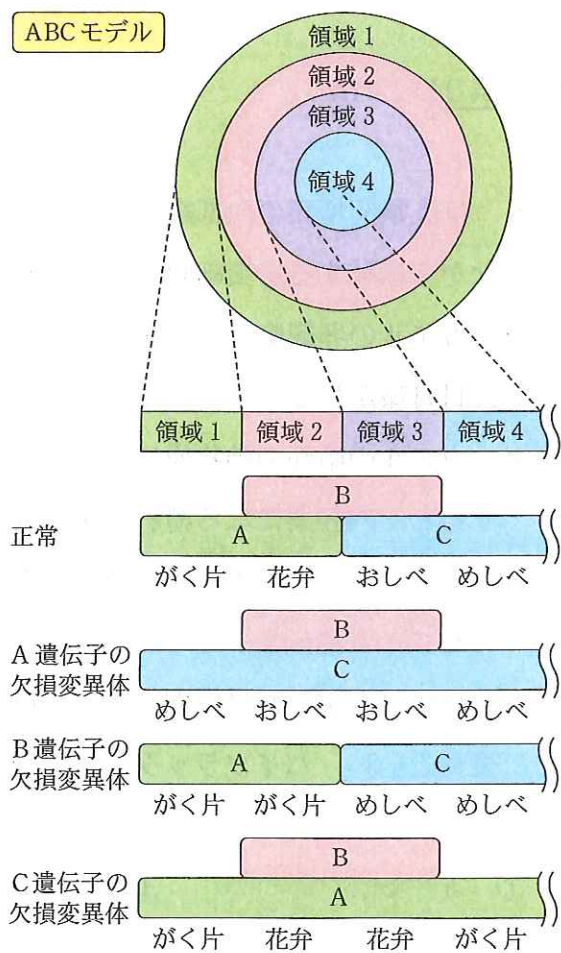 ABCモデル
領域1
領域2
領域3
領域4
領域1 領域2 領域3 領域4
B
正常 A C
がく片 花弁 おしべ めしべ
B
A遺伝子の
欠損変異体
C
めしべ おしべ おしべ めしべ
B遺伝子の
欠損変異体
A C
がく片 がく片 めしべ めしべ
B
C遺伝子の
欠損変異体
A
がく片 花弁 花弁 がく片